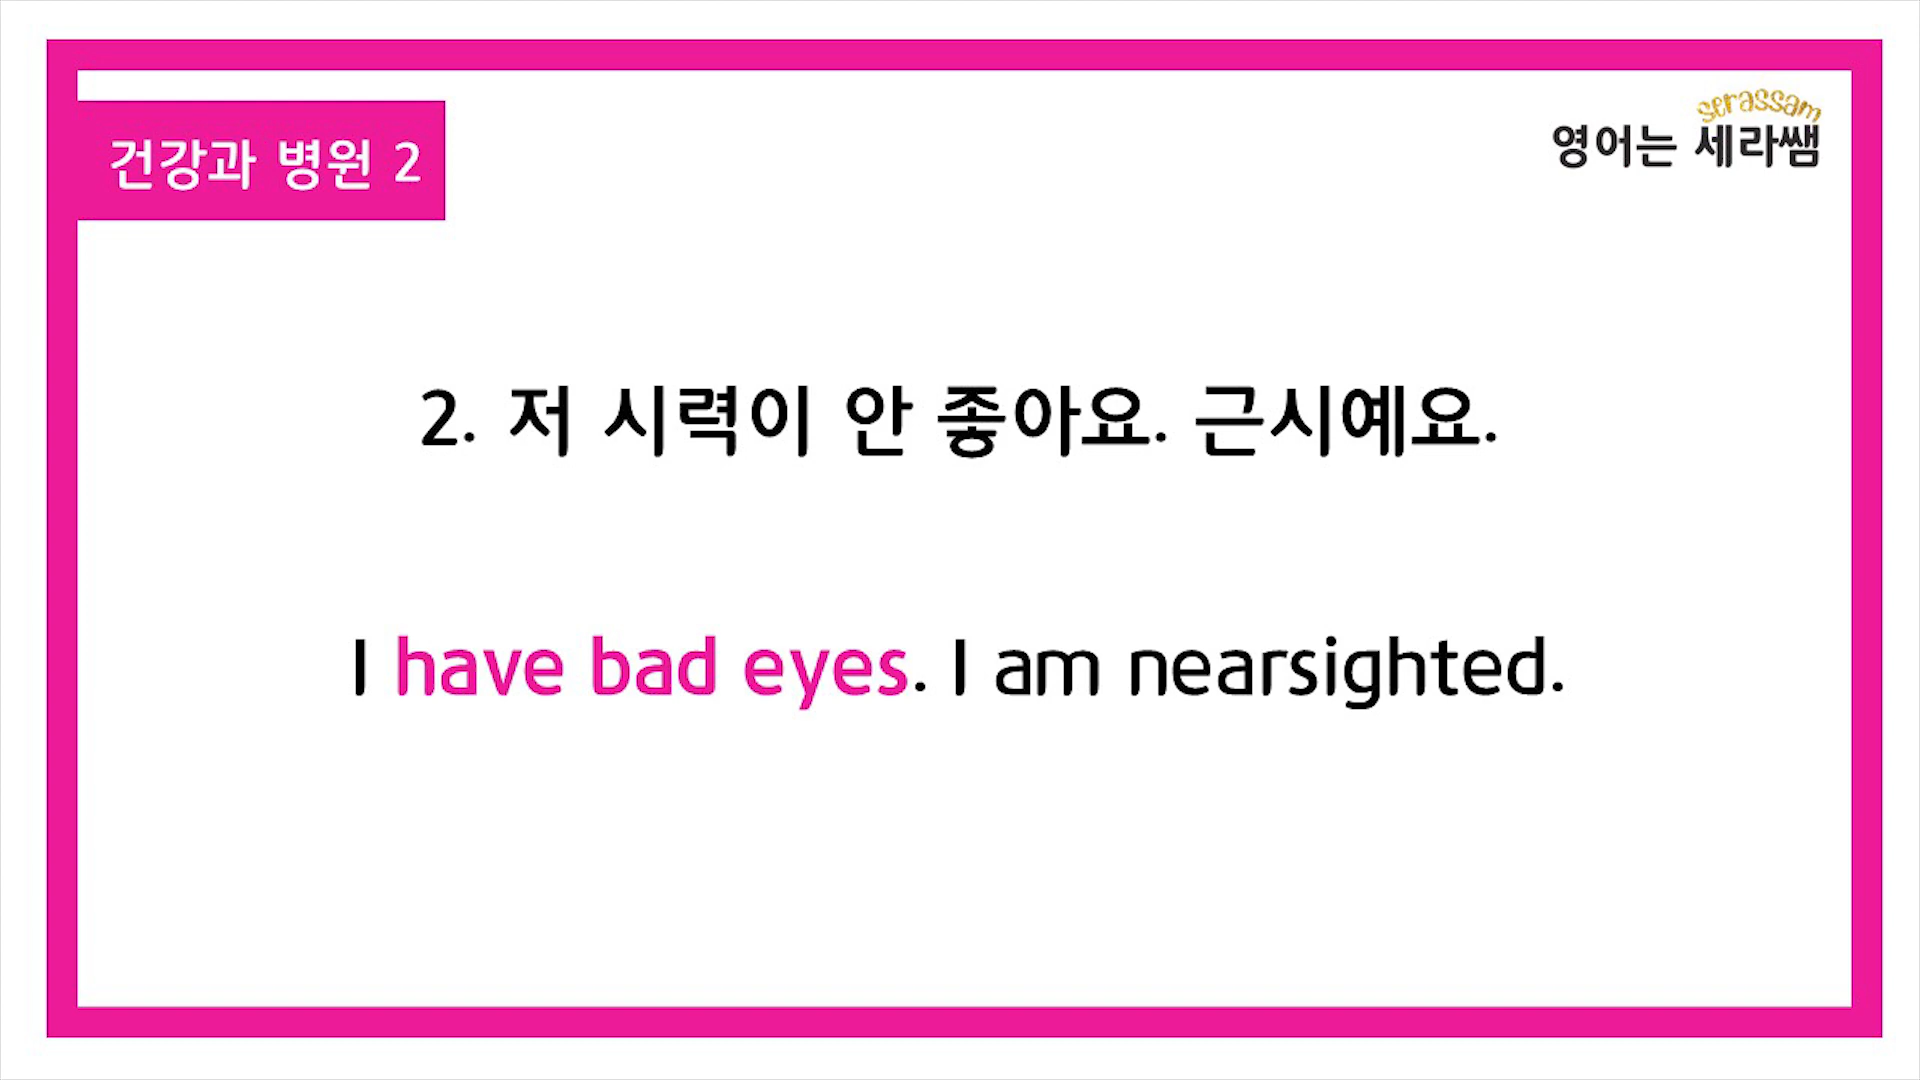 건강과 병원 2
serassam
영어는 세라쌤
2. 저 시력이 안 좋아요. 근시예요.
I have bad eyes. I am nearsighted.